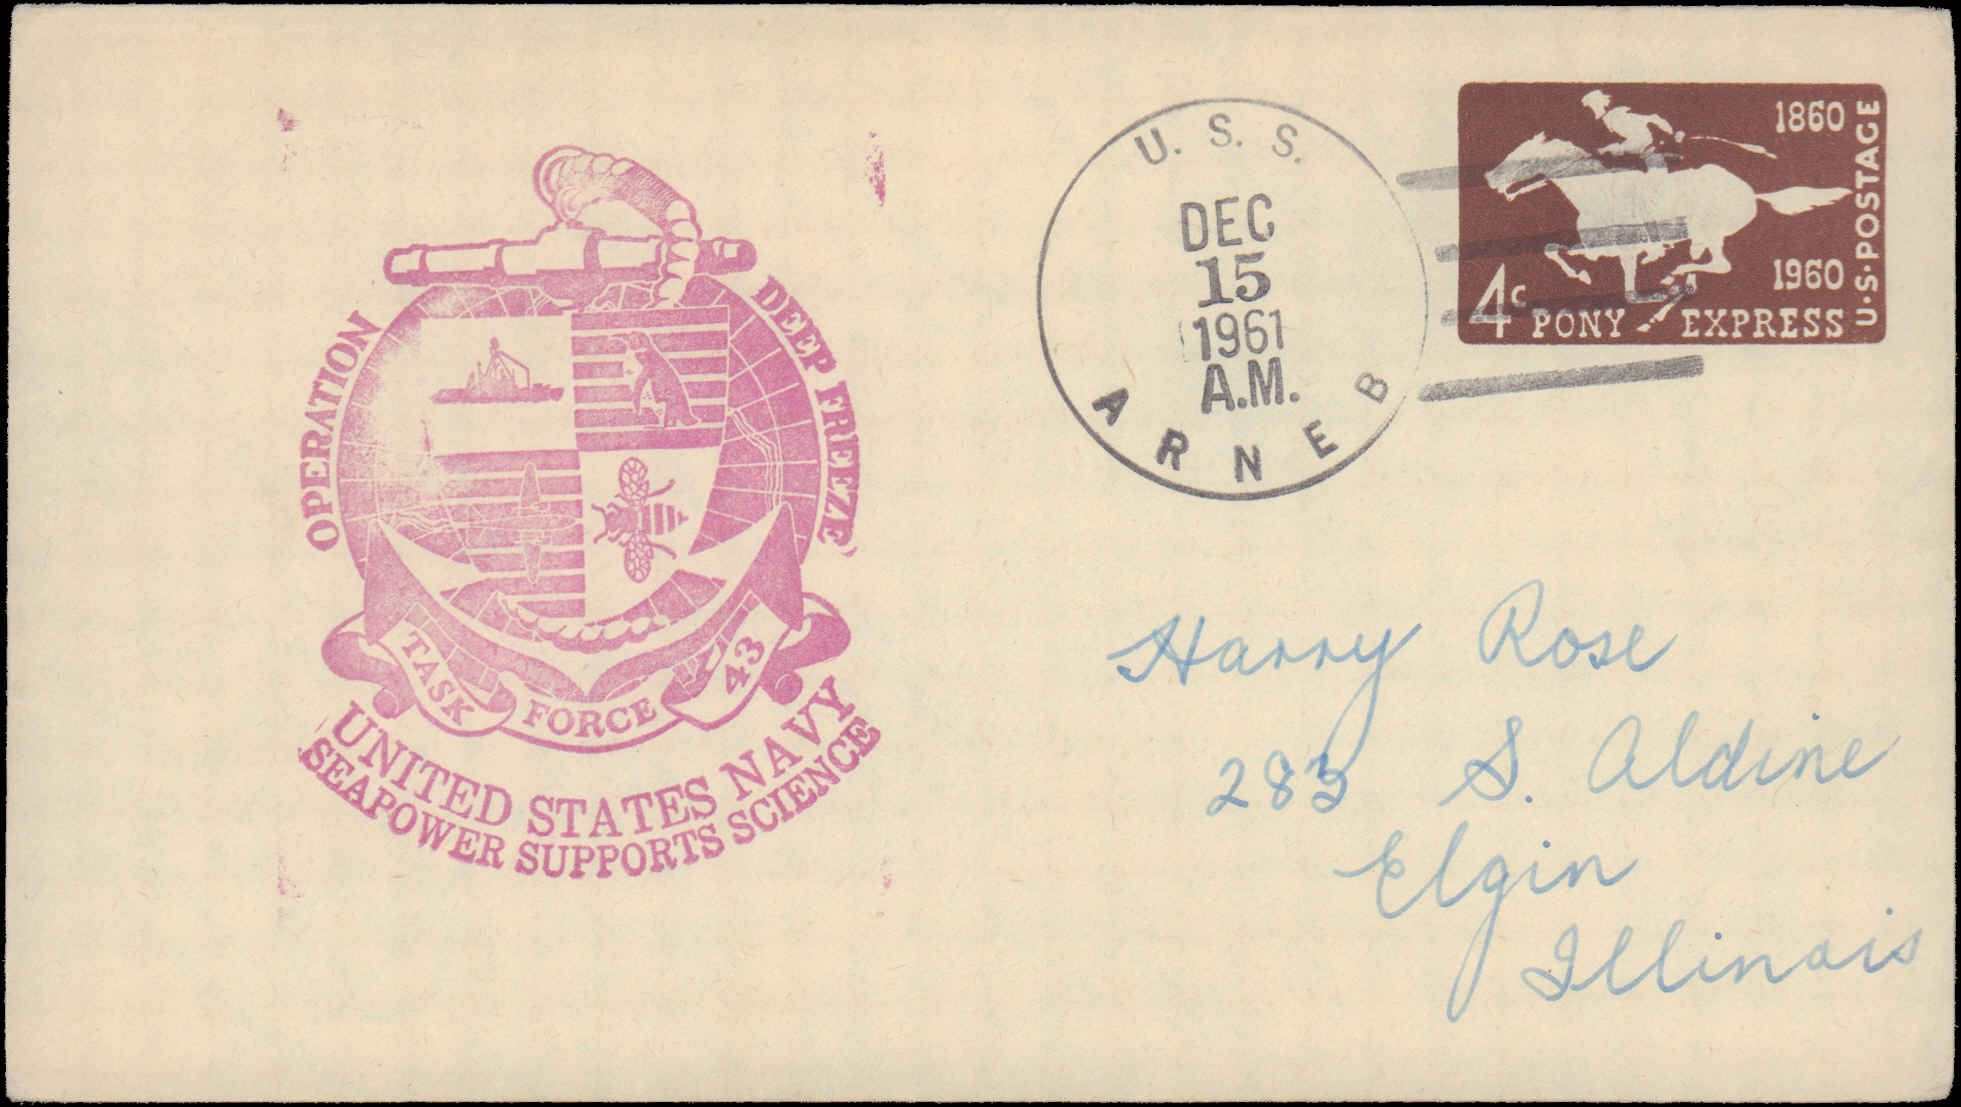 OPERATION DEEP FREEZE
TASK FORCE 43
UNITED STATES NAVY
SEAPOWER SUPPORTS SCIENCE
U.S.S.
DEC
15
1961
A.M.
ARNEB
1860
1960
U.S. POSTAGE
4c PONY EXPRESS
Harry Rose
283 S. Aldine
Elgin
Illinois